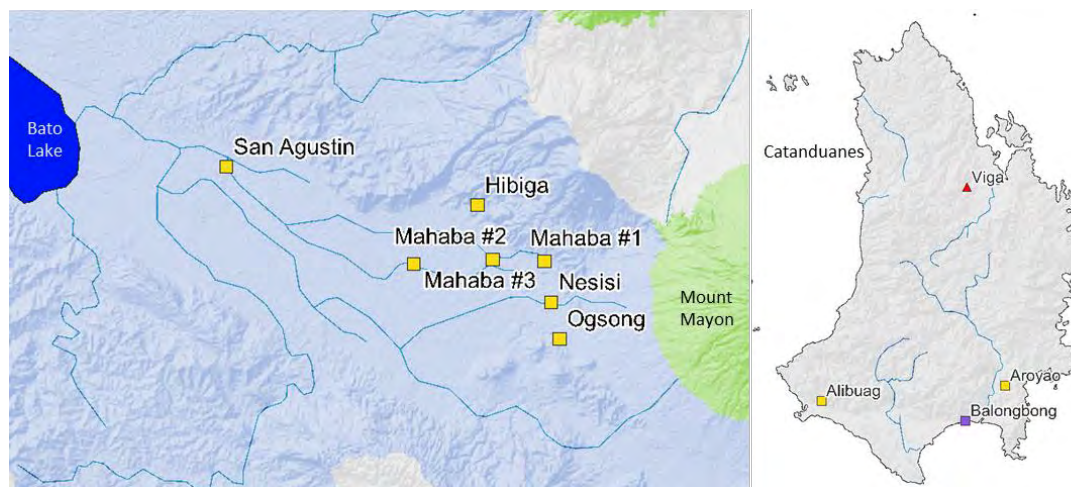 Bato
Lake
San Agustin
Hibiga
Mahaba #2
Mahaba #1
Mahaba #3
Nesisi
Ogsong
Mount
Mayon
Catanduanes
Viga
Alibuag
Aroyao
Balongbong